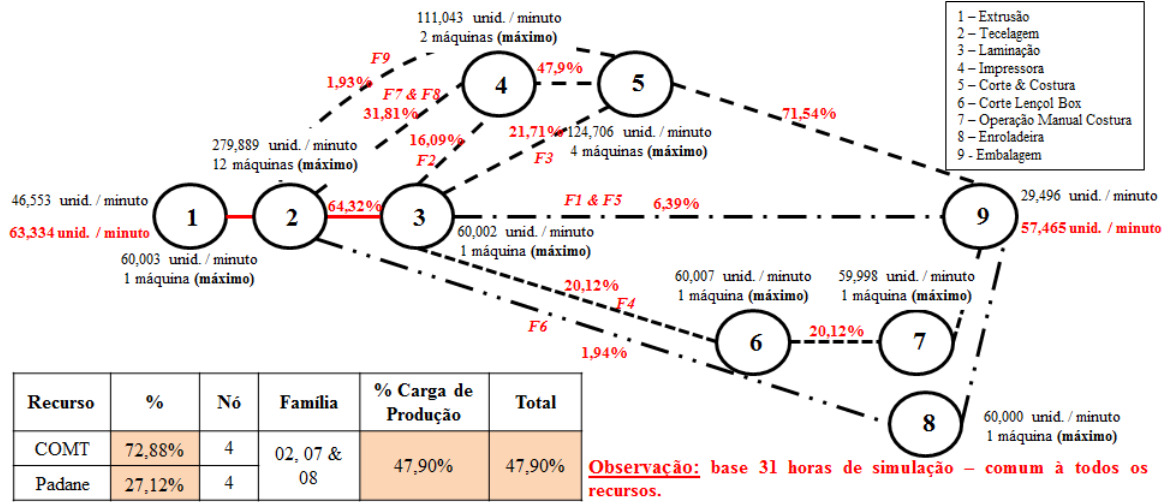 111,043 unid. / minuto
2 máquinas (máximo)
1 – Extrusão
2 – Tecelagem
3 – Laminação
4 – Impressora
5 – Corte & Costura
6 – Corte Lençol Box
7 – Operação Manual Costura
8 – Enroladeira
9 - Embalagem
F9
1,93%
4
47,9%
5
F7 & F8
31,81%
71,54%
16,09%
F2
21,71%
F3
124,706 unid. / minuto
4 máquinas (máximo)
279,889 unid. / minuto
12 máquinas (máximo)
46,553 unid. / minuto
63,334 unid. / minuto
1
2
64,32%
3
F1 & F5
6,39%
9
29,496 unid. / minuto
57,465 unid. / minuto
60,003 unid. / minuto
1 máquina (máximo)
60,002 unid. / minuto
1 máquina (máximo)
20,12%
F4
60,007 unid. / minuto
1 máquina (máximo)
59,998 unid. / minuto
1 máquina (máximo)
F6
1,94%
6
20,12%
7
8
60,000 unid. / minuto
1 máquina (máximo)
Recurso % Nó Família % Carga de Produção Total
COMT 72,88% 4 02, 07 & 08 47,90% 47,90%
Padane 27,12% 4
Observação: base 31 horas de simulação – comum à todos os
recursos.